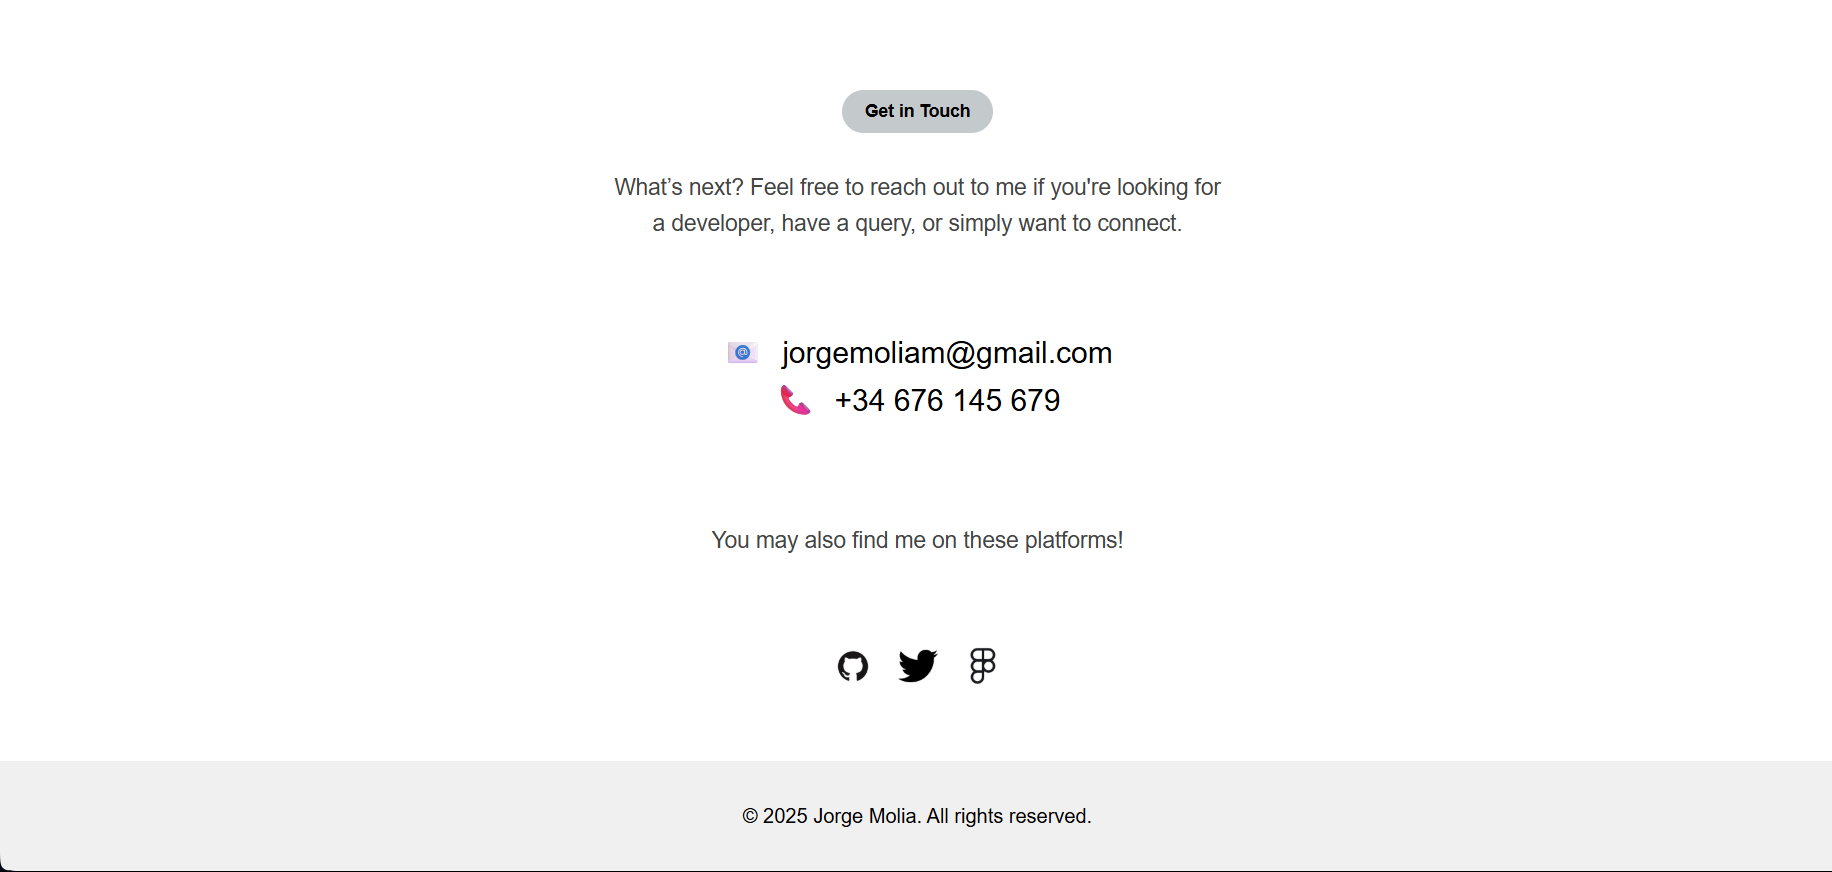 Get in Touch
What’s next? Feel free to reach out to me if you're looking for
a developer, have a query, or simply want to connect.
jorgemoliam@gmail.com
+34 676 145 679
You may also find me on these platforms!
© 2025 Jorge Molia. All rights reserved.